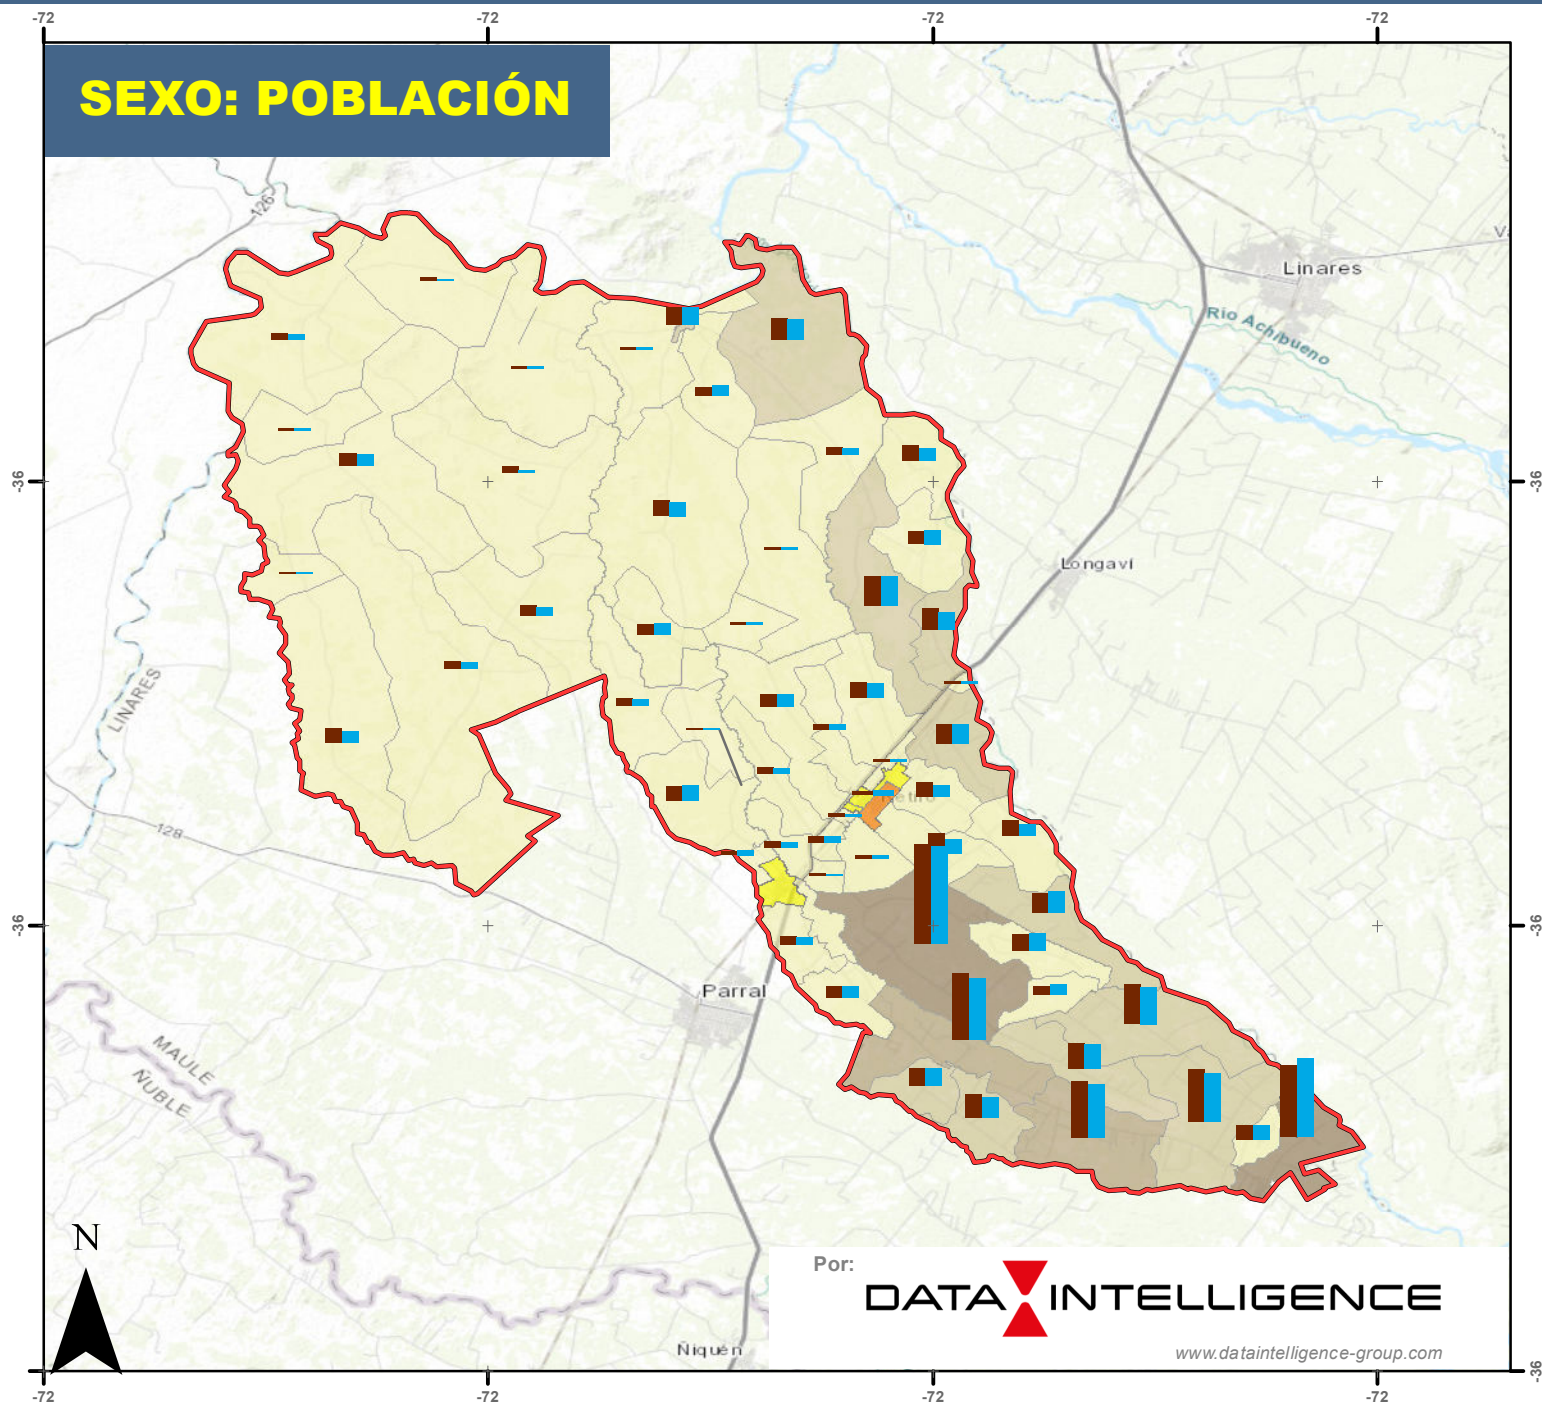 -72
-72
-72
-72
SEXO: POBLACIÓN
126
Linares
Río Achibueno
-36
-36
Longaví
LINARES
Retiro
128
-36
-36
Parral
MAULE
ÑUBLE
N
Por:
DATA INTELLIGENCE
www.dataintelligence-group.com
Ñiquén
-36
-72
-72
-72
-72